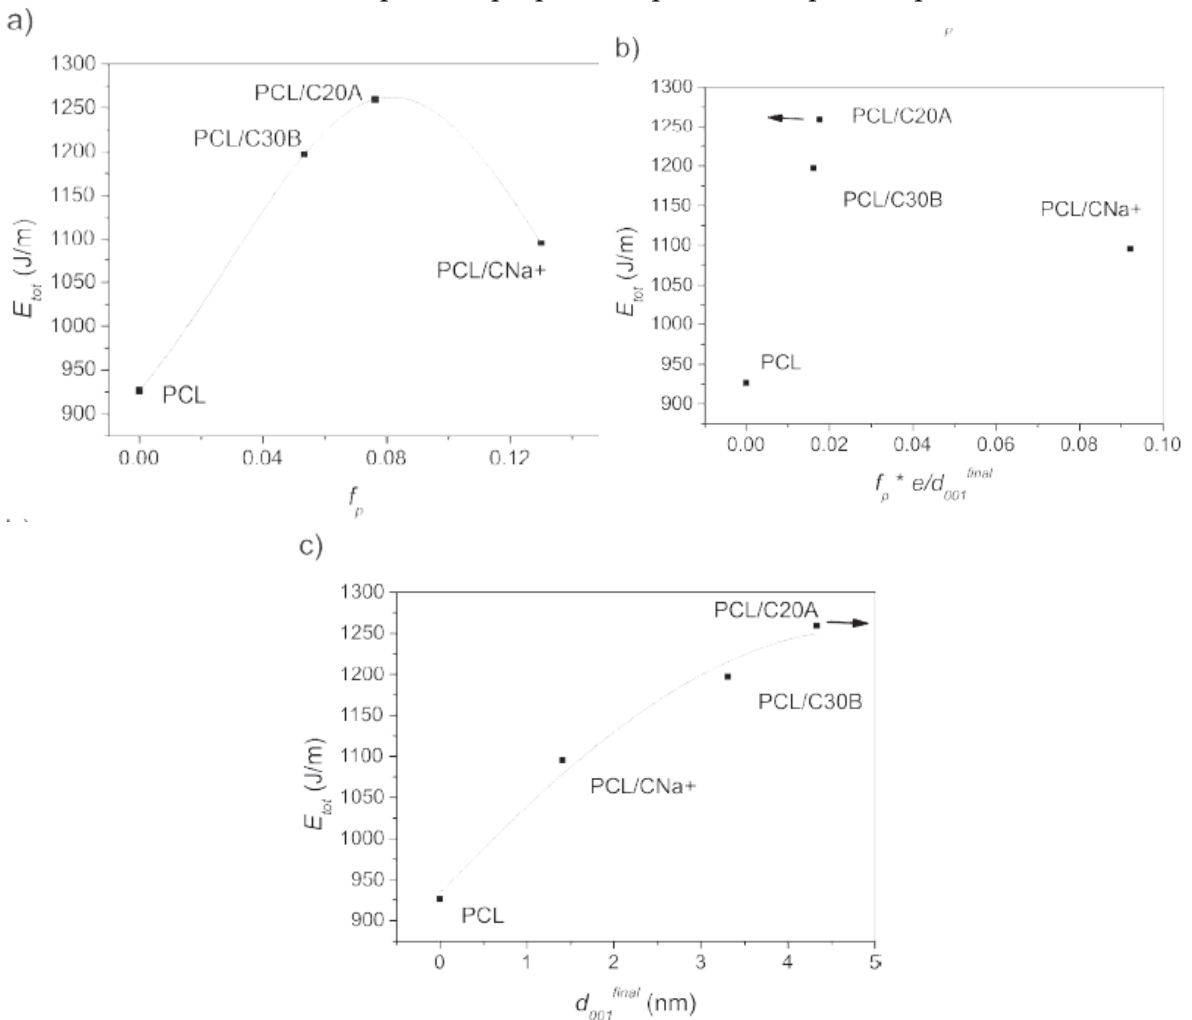 a)
1300
1250
1200
1150
1100
1050
1000
950
900
E_tot (J/m)
PCL/C20A
PCL/C30B
PCL/CNa+
PCL
0.00 0.04 0.08 0.12
f_p
b)
p
1300
1250
1200
1150
1100
1050
1000
950
900
E_tot (J/m)
PCL/C20A
PCL/C30B
PCL/CNa+
PCL
0.00 0.02 0.04 0.06 0.08 0.10
f_p * e/d_001^final
c)
1300
1250
1200
1150
1100
1050
1000
950
900
E_tot (J/m)
PCL/C20A
PCL/C30B
PCL/CNa+
PCL
0 1 2 3 4 5
d_001^final (nm)